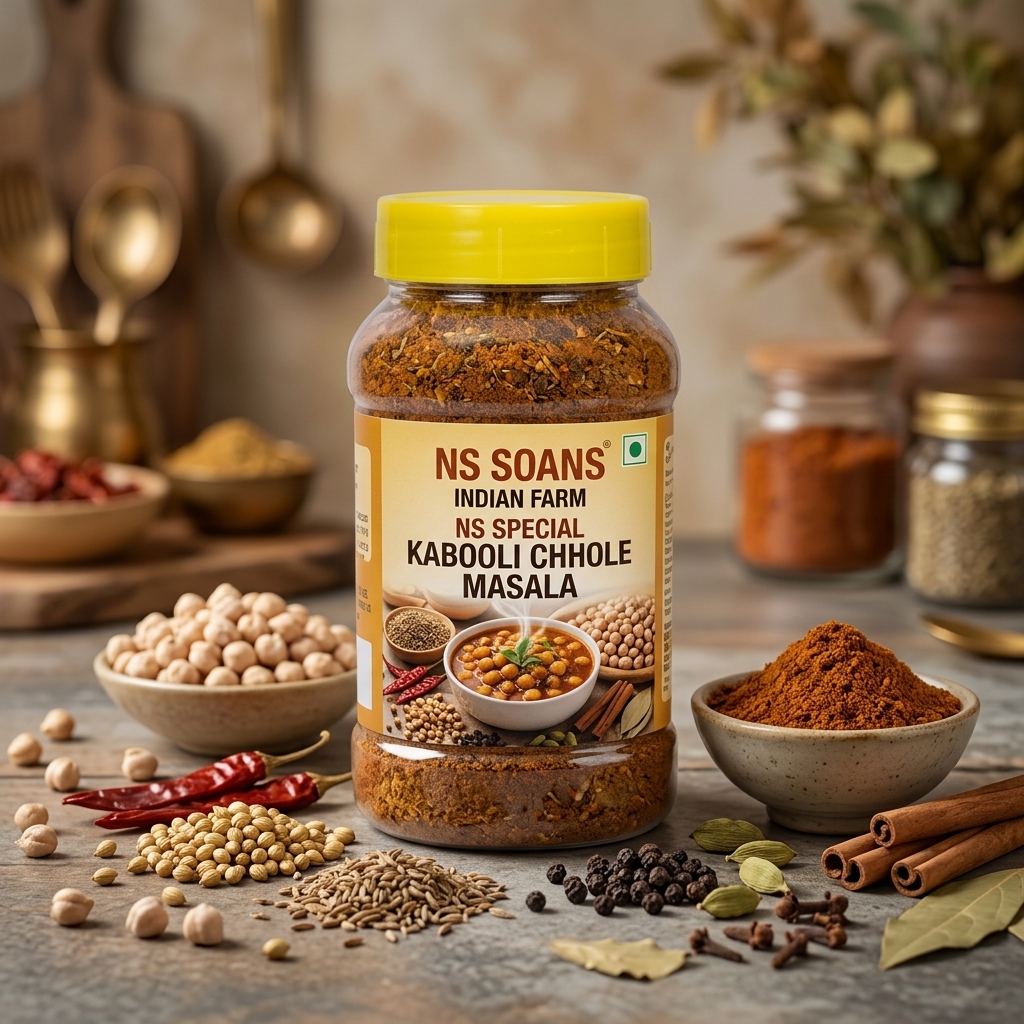 NS SOANS®
INDIAN FARM
NS SPECIAL
KABOOLI CHHOLE
MASALA